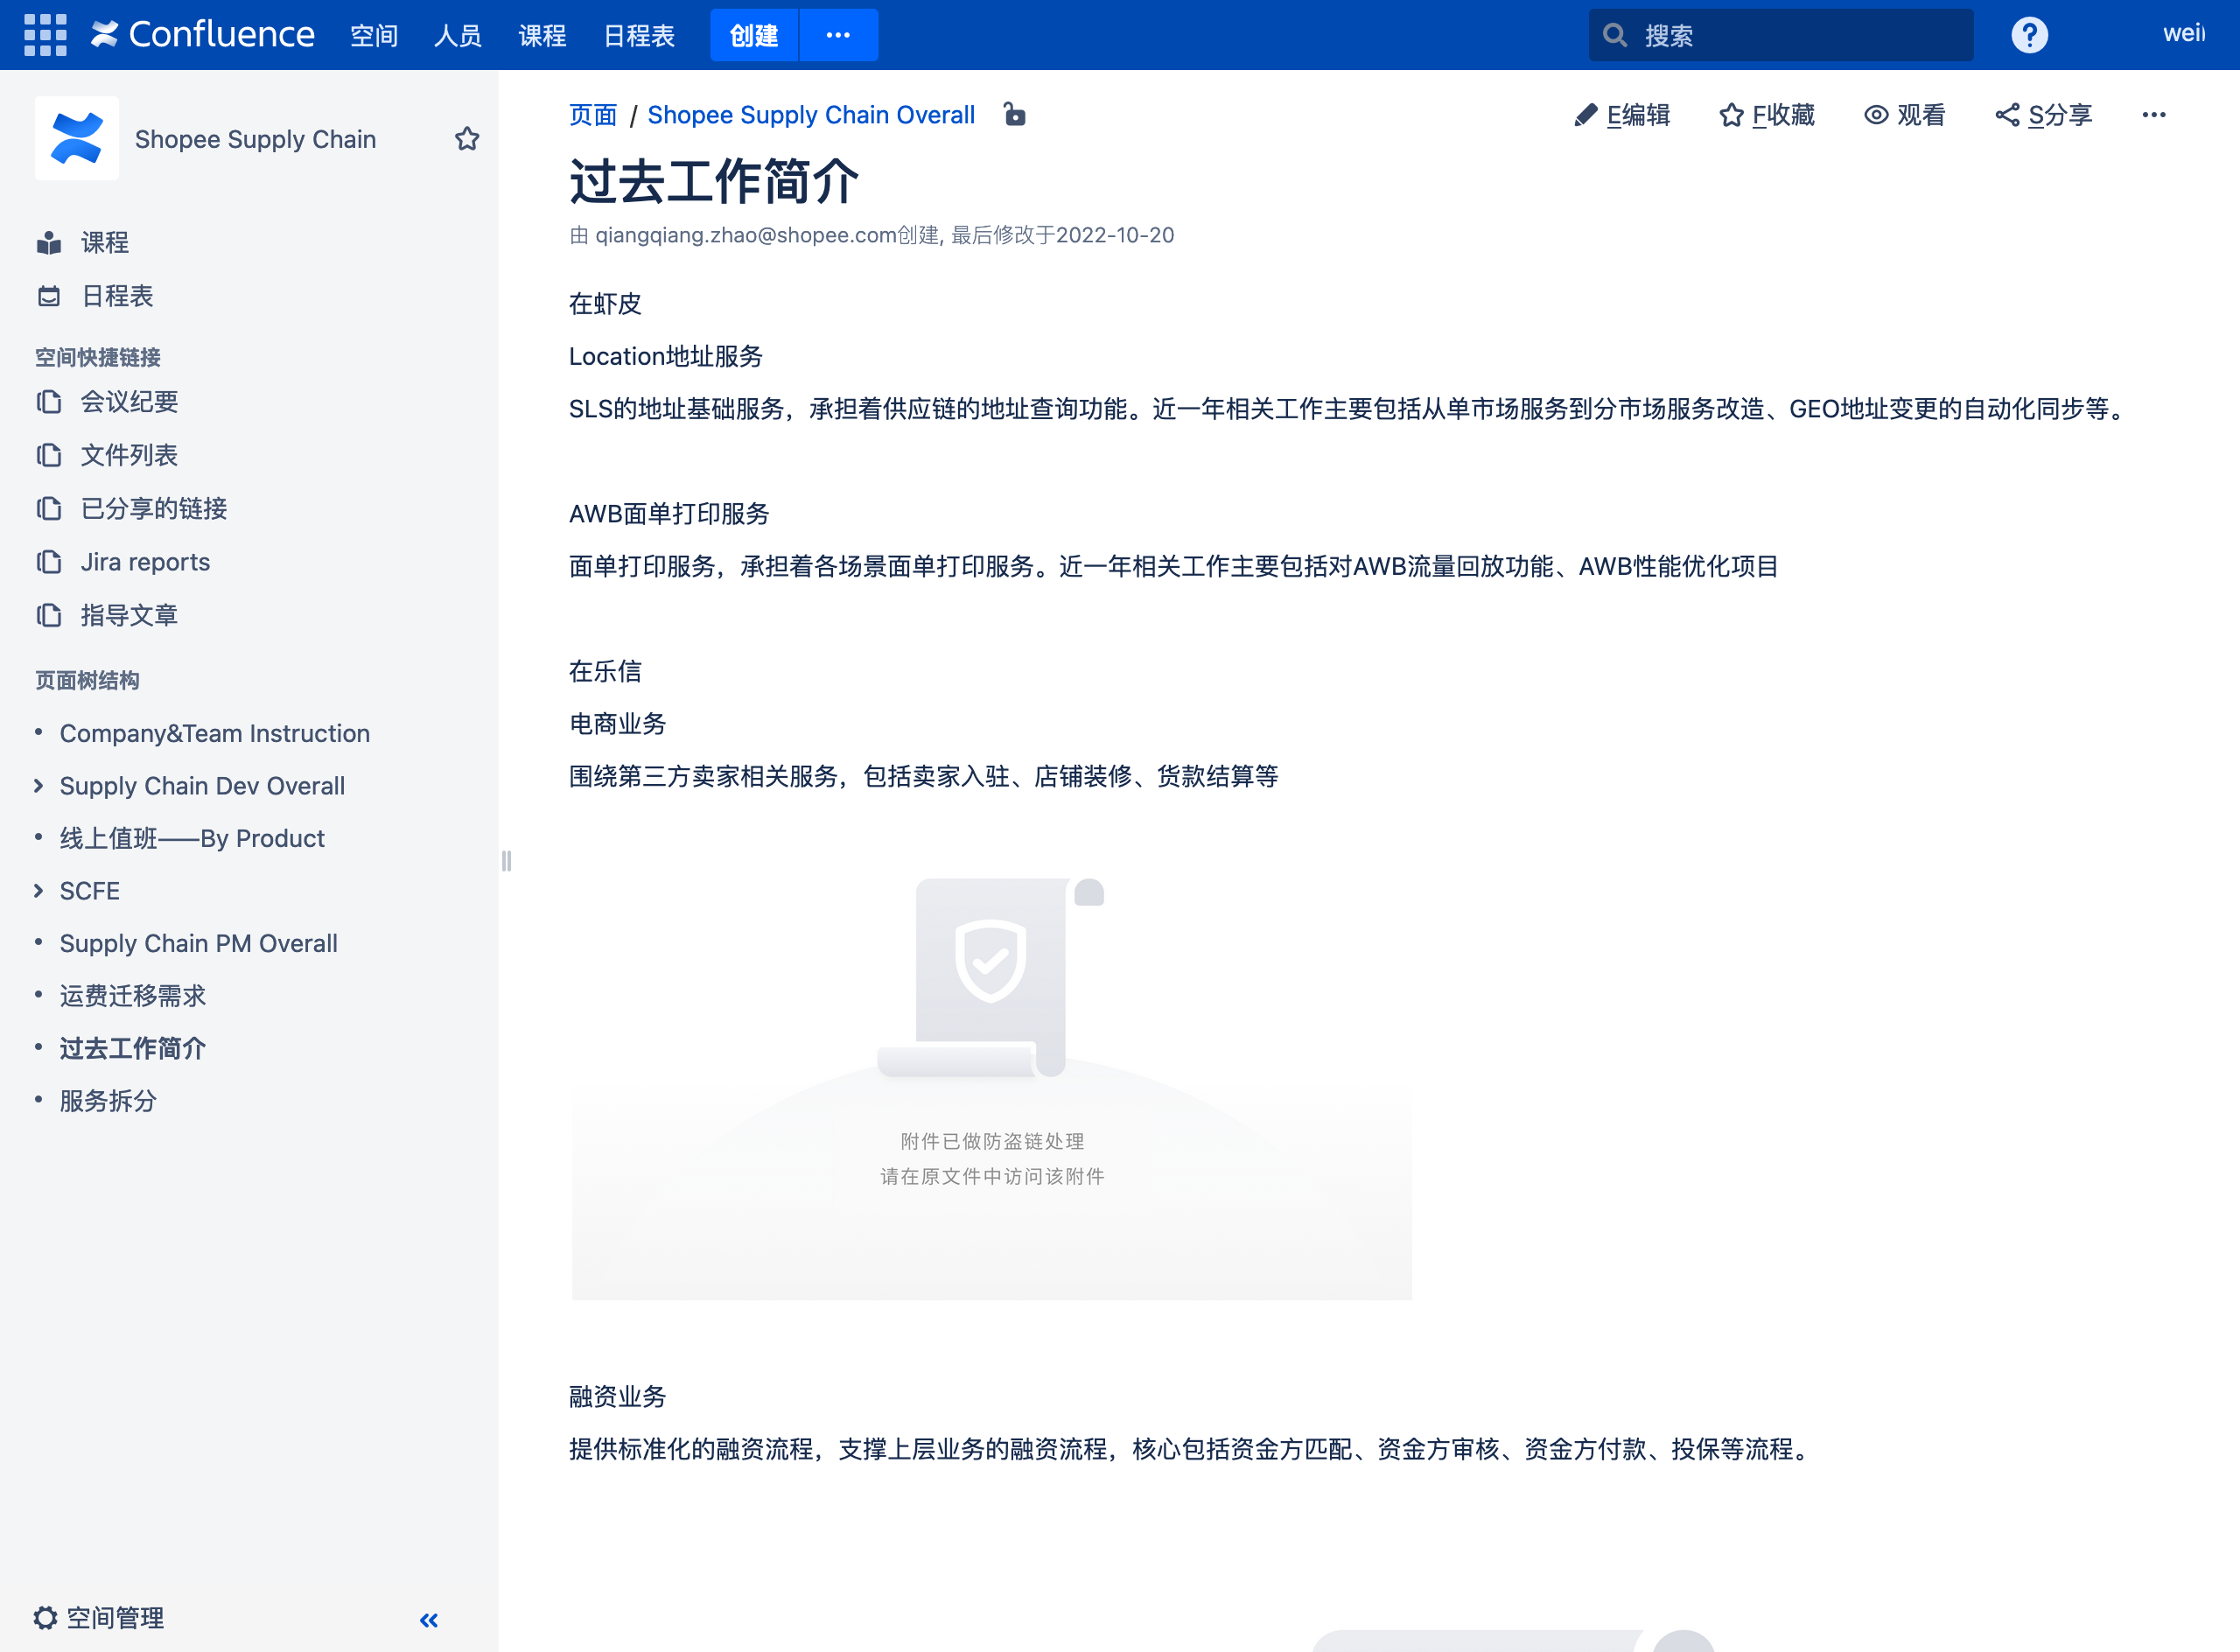 Confluence 空间 人员 课程 日程表 创建 ··· 搜索 ?
Shopee Supply Chain
课程
日程表
空间快捷链接
会议纪要
文件列表
已分享的链接
Jira reports
指导文章
页面树结构
Company&Team Instruction
Supply Chain Dev Overall
线上值班——By Product
SCFE
Supply Chain PM Overall
运费迁移需求
过去工作简介
服务拆分
空间管理
页面 / Shopee Supply Chain Overall
E编辑 F收藏 观看 S分享 ···
过去工作简介
由 qiangqiang.zhao@shopee.com创建, 最后修改于2022-10-20
在虾皮
Location地址服务
SLS的地址基础服务，承担着供应链的地址查询功能。近一年相关工作主要包括从单市场服务到分市场服务改造、GEO地址变更的自动化同步等。
AWB面单打印服务
面单打印服务，承担着各场景面单打印服务。近一年相关工作主要包括对AWB流量回放功能、AWB性能优化项目
在乐信
电商业务
围绕第三方卖家相关服务，包括卖家入驻、店铺装修、货款结算等
附件已做防盗链处理
请在原文件中访问该附件
融资业务
提供标准化的融资流程，支撑上层业务的融资流程，核心包括资金方匹配、资金方审核、资金方付款、投保等流程。